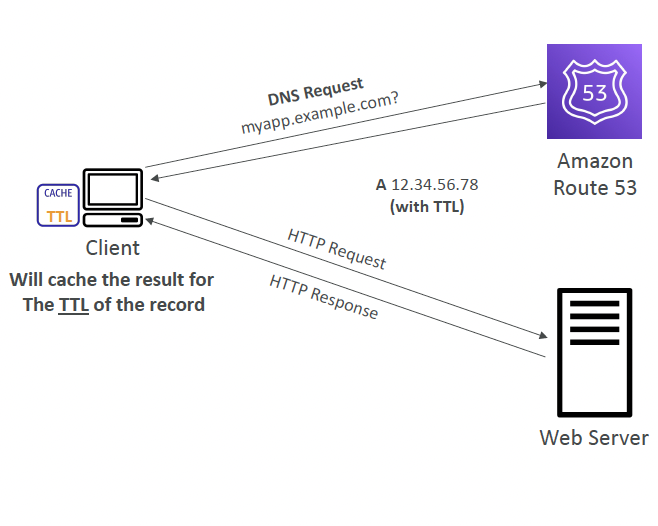 DNS Request
myapp.example.com?
53
Amazon
Route 53
A 12.34.56.78
(with TTL)
CACHE
TTL
Client
Will cache the result for
The TTL of the record
HTTP Request
HTTP Response
Web Server